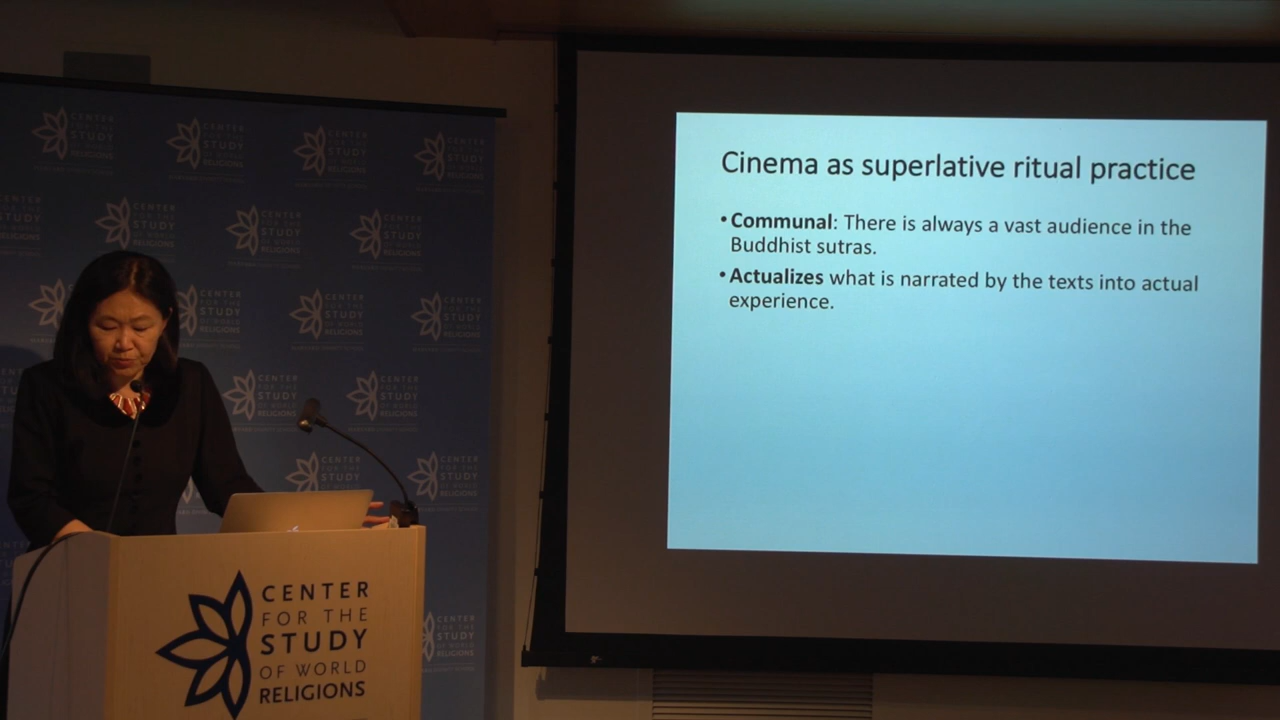 Cinema as superlative ritual practice
•Communal: There is always a vast audience in the
Buddhist sutras.
•Actualizes what is narrated by the texts into actual
experience.
CENTER
FOR THE
STUDY
OF WORLD
RELIGIONS